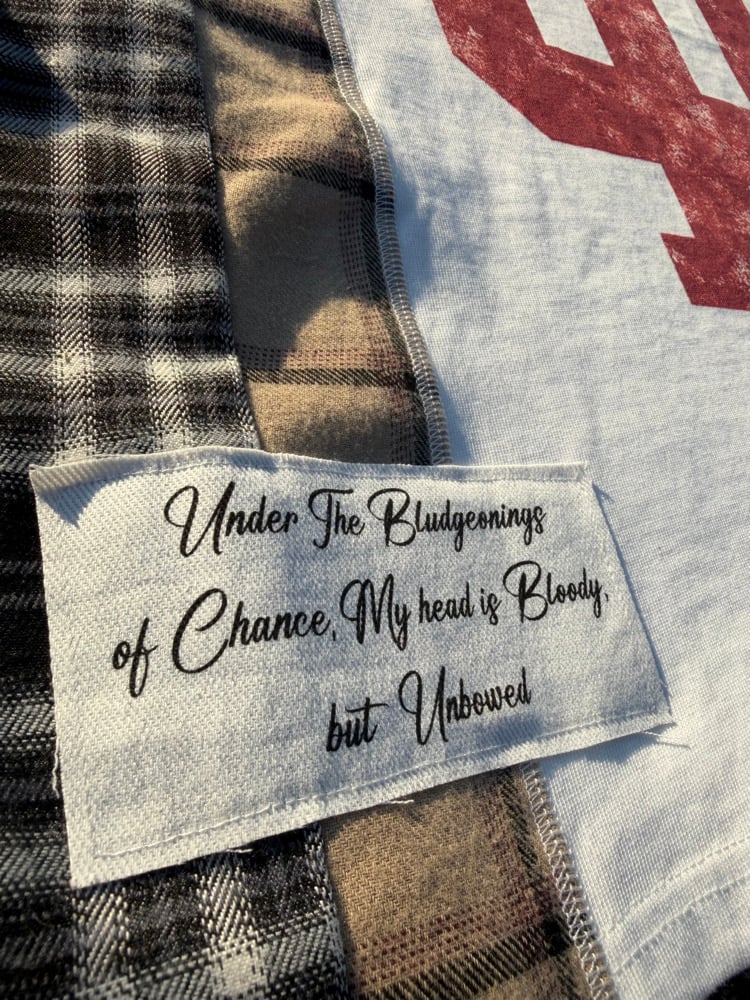 Under The Bludgeonings
of Chance, My head is Bloody,
but Unbowed